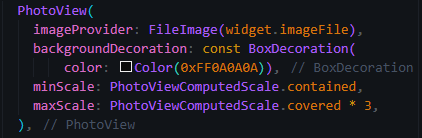 PhotoView(
imageProvider: FileImage(widget.imageFile),
backgroundDecoration: const BoxDecoration(
color: Color(0xFF0A0A0A)), // BoxDecoration
minScale: PhotoViewComputedScale.contained,
maxScale: PhotoViewComputedScale.covered * 3,
), // PhotoView